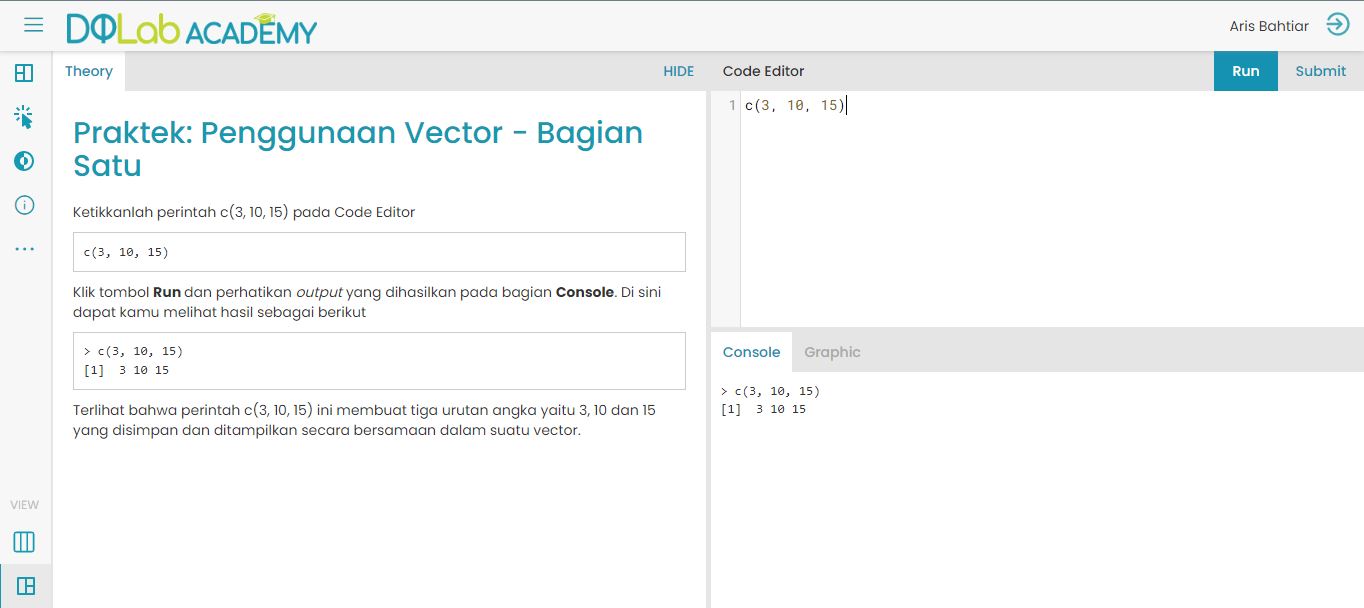 DQLab ACADEMY
Aris Bahtiar
Theory
HIDE
Praktek: Penggunaan Vector - Bagian
Satu
Ketikkanlah perintah c(3, 10, 15) pada Code Editor
c(3, 10, 15)
Klik tombol Run dan perhatikan output yang dihasilkan pada bagian Console. Di sini
dapat kamu melihat hasil sebagai berikut
> c(3, 10, 15)
[1]  3 10 15
Terlihat bahwa perintah c(3, 10, 15) ini membuat tiga urutan angka yaitu 3, 10 dan 15
yang disimpan dan ditampilkan secara bersamaan dalam suatu vector.
VIEW
Code Editor
Run
Submit
1 c(3, 10, 15)
Console
Graphic
> c(3, 10, 15)
[1]  3 10 15